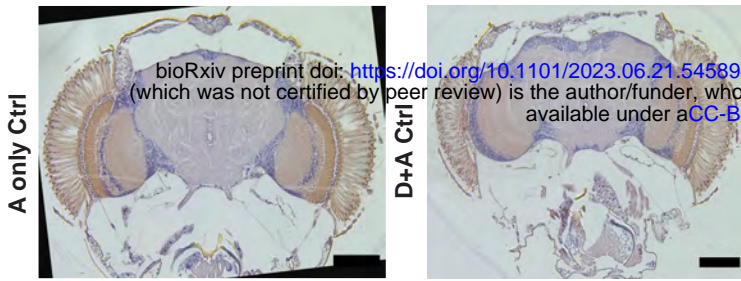 A only Ctrl
D+A Ctrl
bioRxiv preprint doi: https://doi.org/10.1101/2023.06.21.54589
(which was not certified by peer review) is the author/funder, who
available under aCC-B